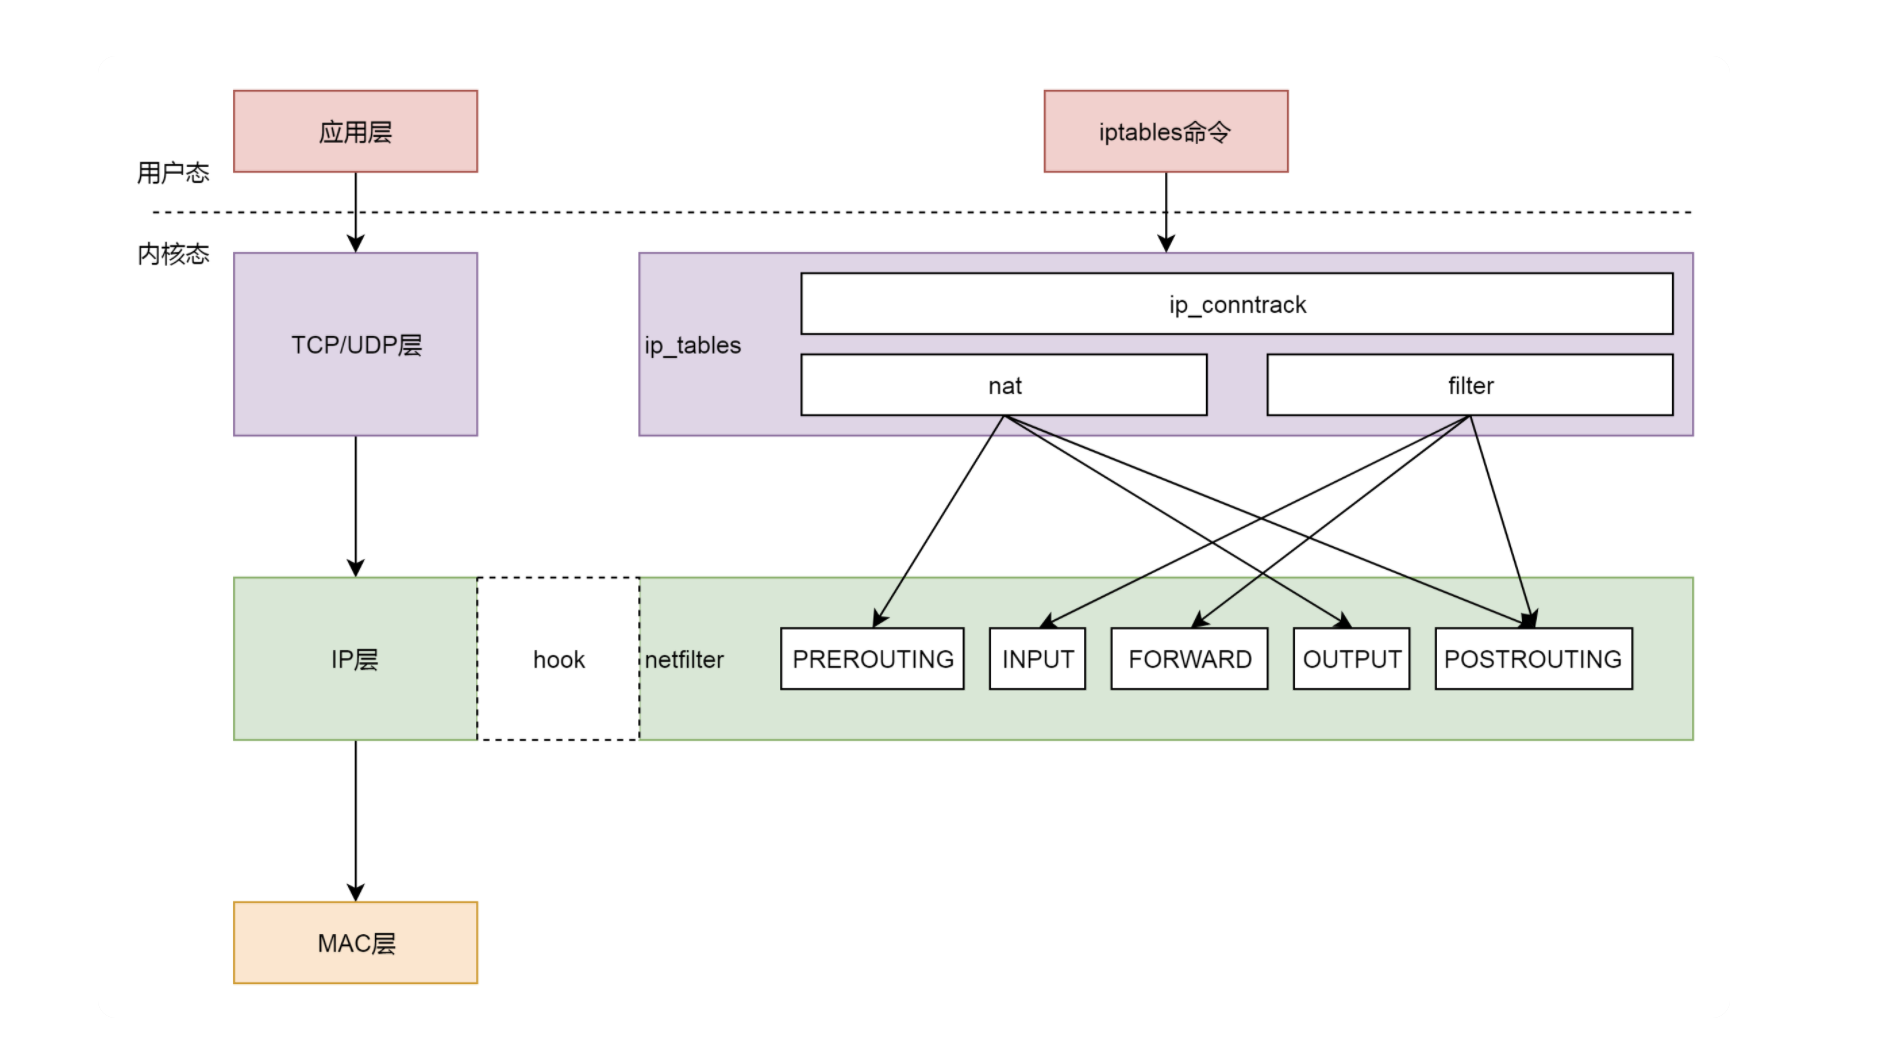 应用层
iptables命令
用户态
内核态
TCP/UDP层
ip_tables
ip_conntrack
nat
filter
IP层
hook
netfilter
PREROUTING
INPUT
FORWARD
OUTPUT
POSTROUTING
MAC层